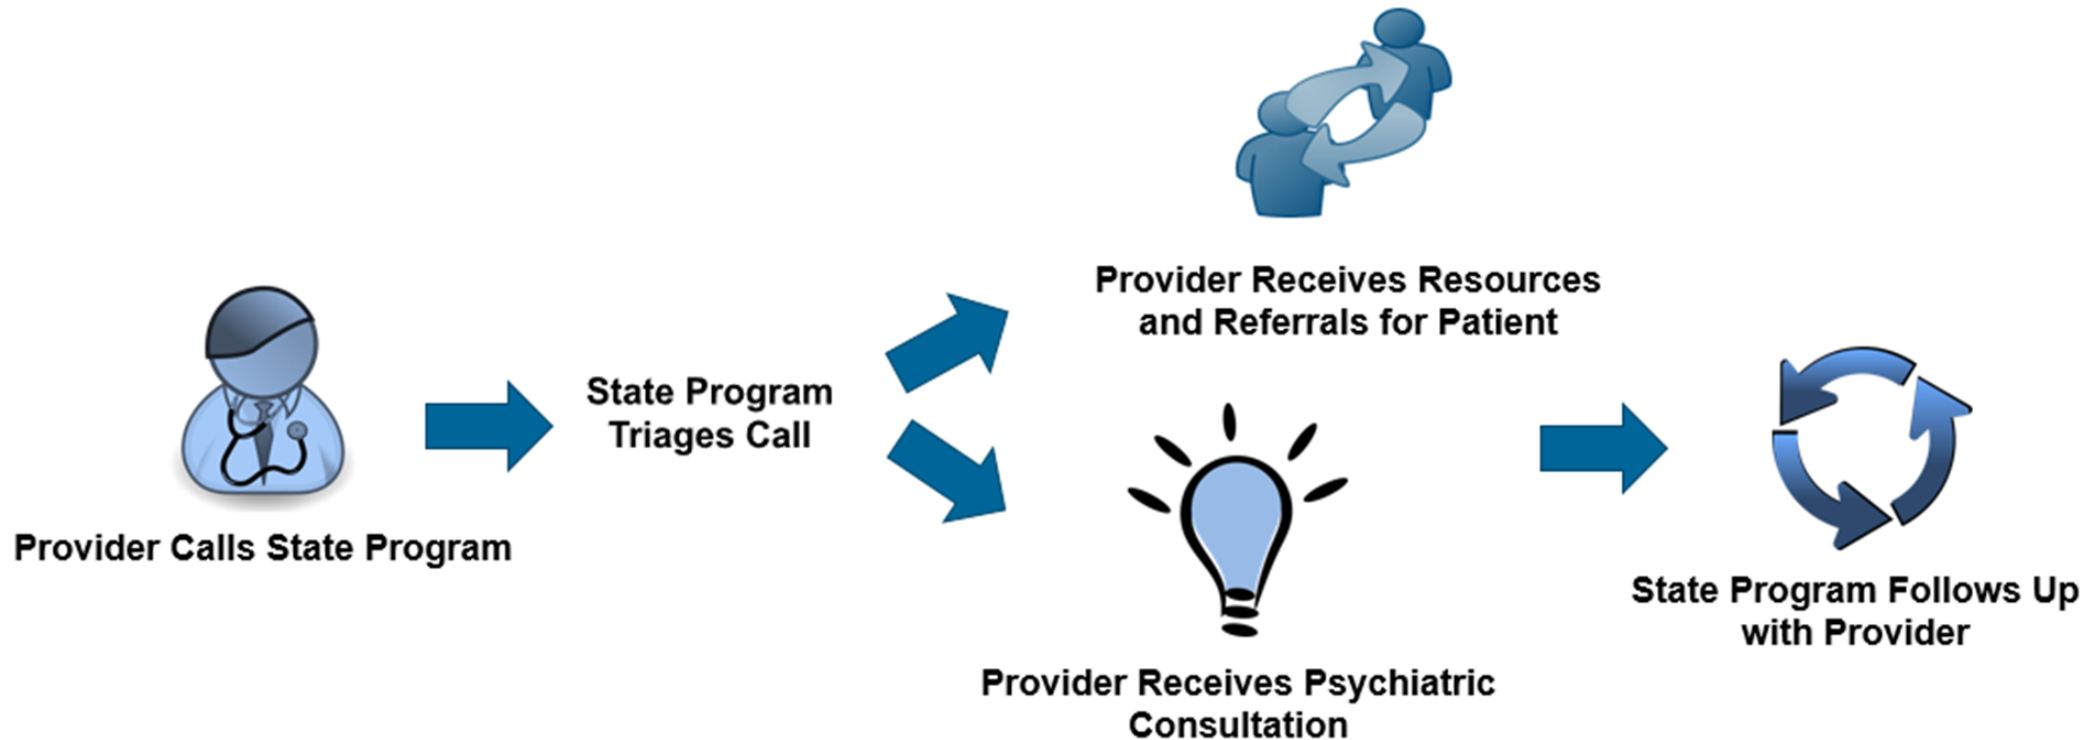 Provider Calls State Program
State Program
Triages Call
Provider Receives Resources
and Referrals for Patient
Provider Receives Psychiatric
Consultation
State Program Follows Up
with Provider